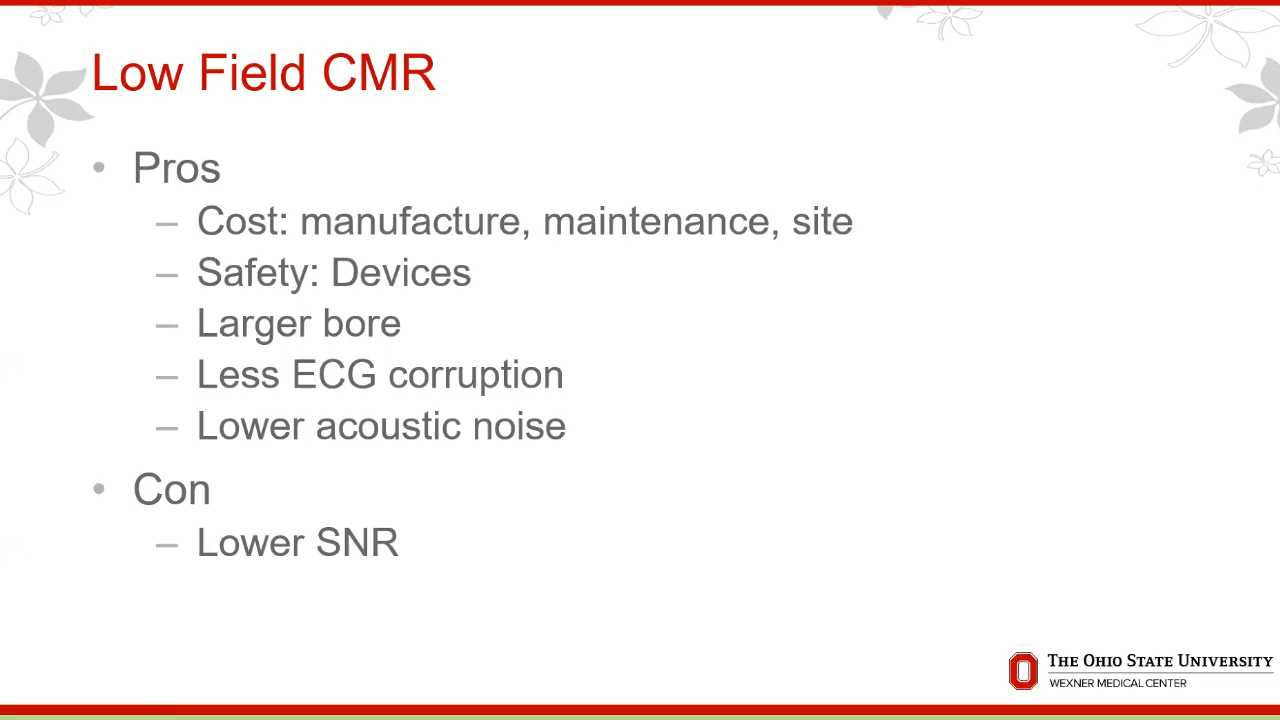 Low Field CMR
• Pros
– Cost: manufacture, maintenance, site
– Safety: Devices
– Larger bore
– Less ECG corruption
– Lower acoustic noise
• Con
– Lower SNR
THE OHIO STATE UNIVERSITY
WEXNER MEDICAL CENTER